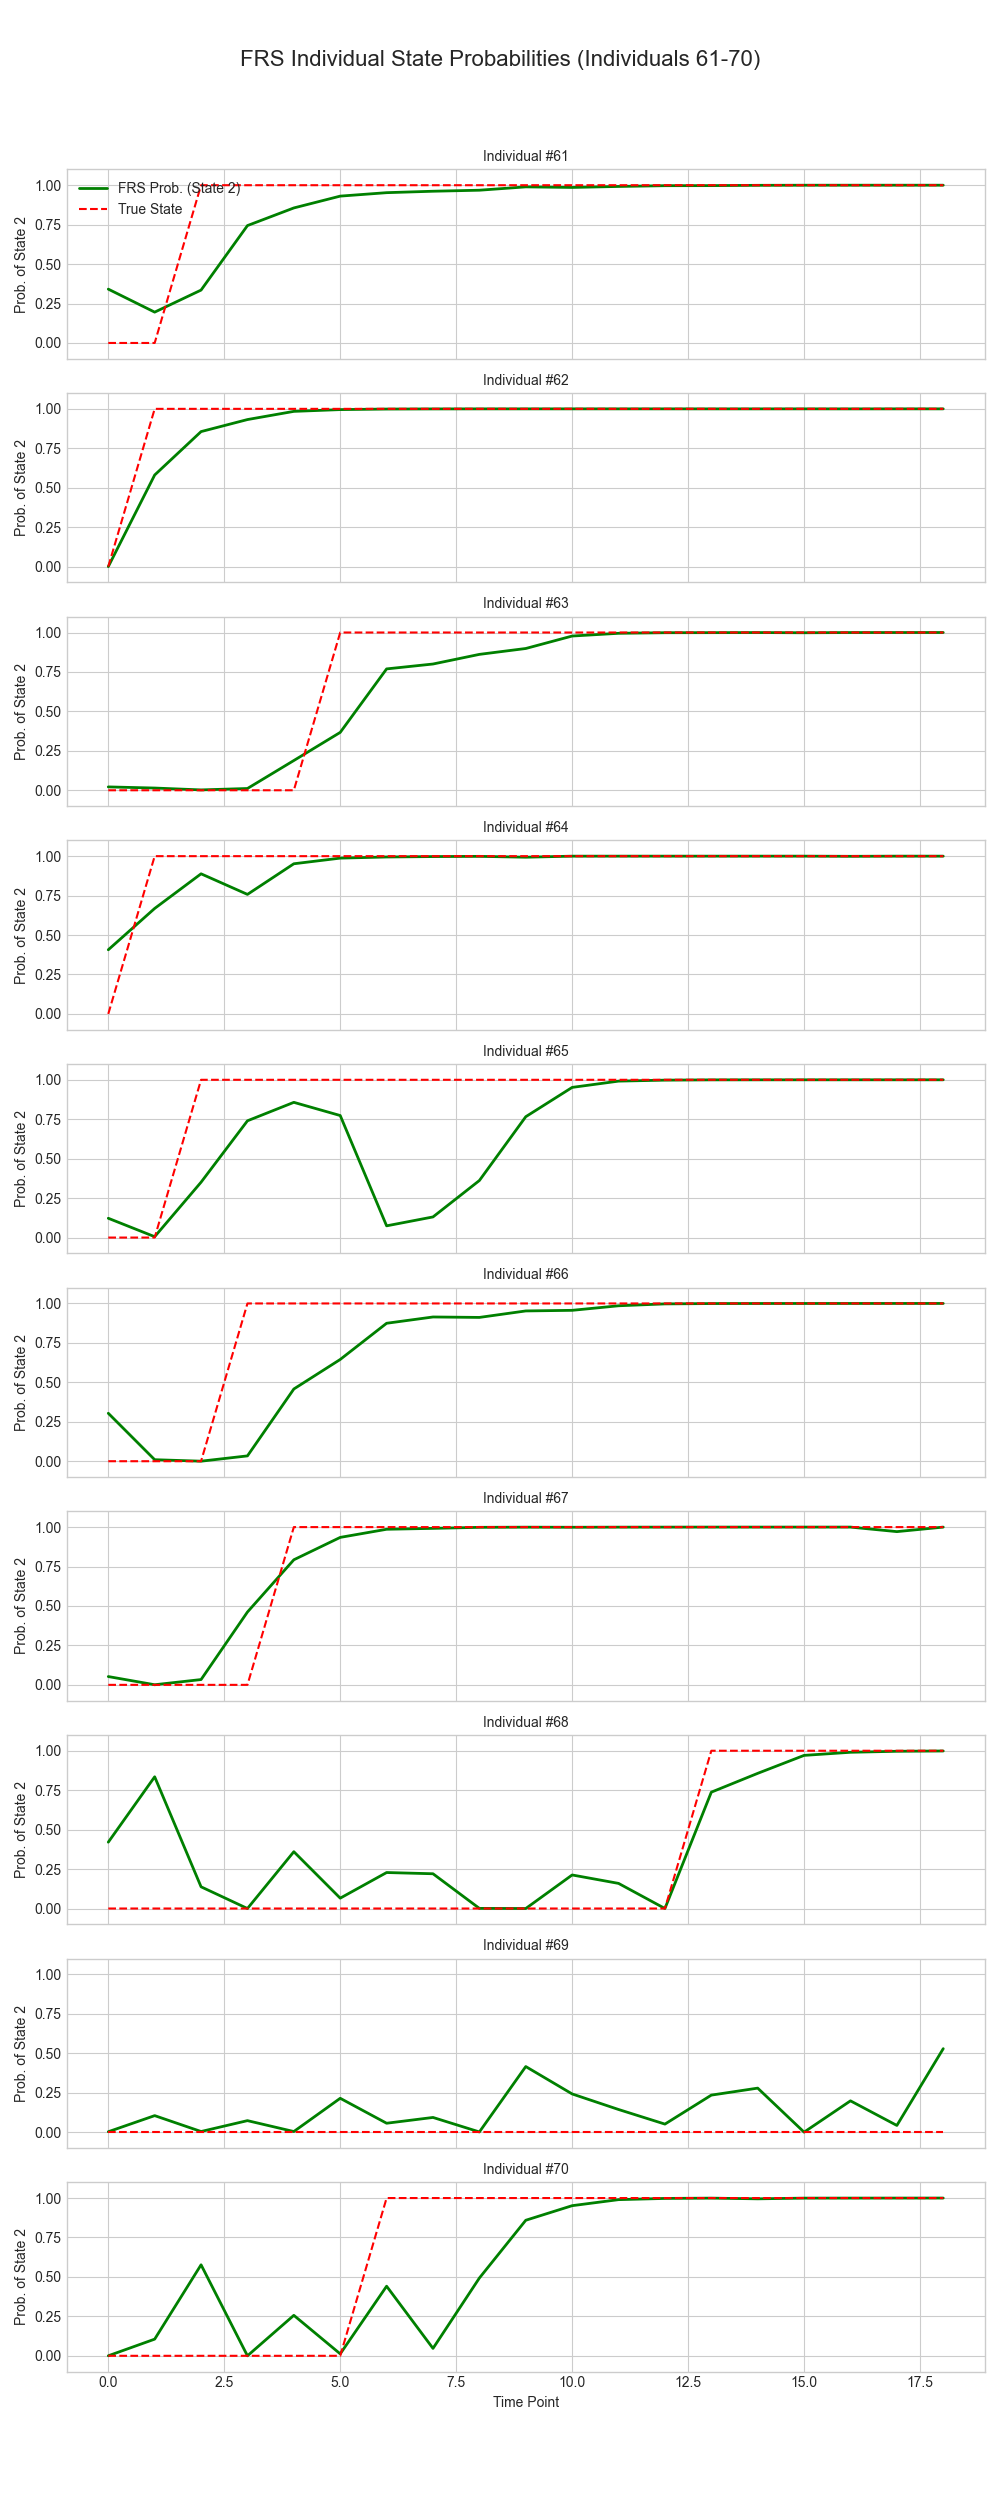 FRS Individual State Probabilities (Individuals 61-70)
Individual #61
FRS Prob. (State 2)
True State
Prob. of State 2
1.00
0.75
0.50
0.25
0.00
Individual #62
Prob. of State 2
1.00
0.75
0.50
0.25
0.00
Individual #63
Prob. of State 2
1.00
0.75
0.50
0.25
0.00
Individual #64
Prob. of State 2
1.00
0.75
0.50
0.25
0.00
Individual #65
Prob. of State 2
1.00
0.75
0.50
0.25
0.00
Individual #66
Prob. of State 2
1.00
0.75
0.50
0.25
0.00
Individual #67
Prob. of State 2
1.00
0.75
0.50
0.25
0.00
Individual #68
Prob. of State 2
1.00
0.75
0.50
0.25
0.00
Individual #69
Prob. of State 2
1.00
0.75
0.50
0.25
0.00
Individual #70
Prob. of State 2
1.00
0.75
0.50
0.25
0.00
0.0 2.5 5.0 7.5 10.0 12.5 15.0 17.5
Time Point